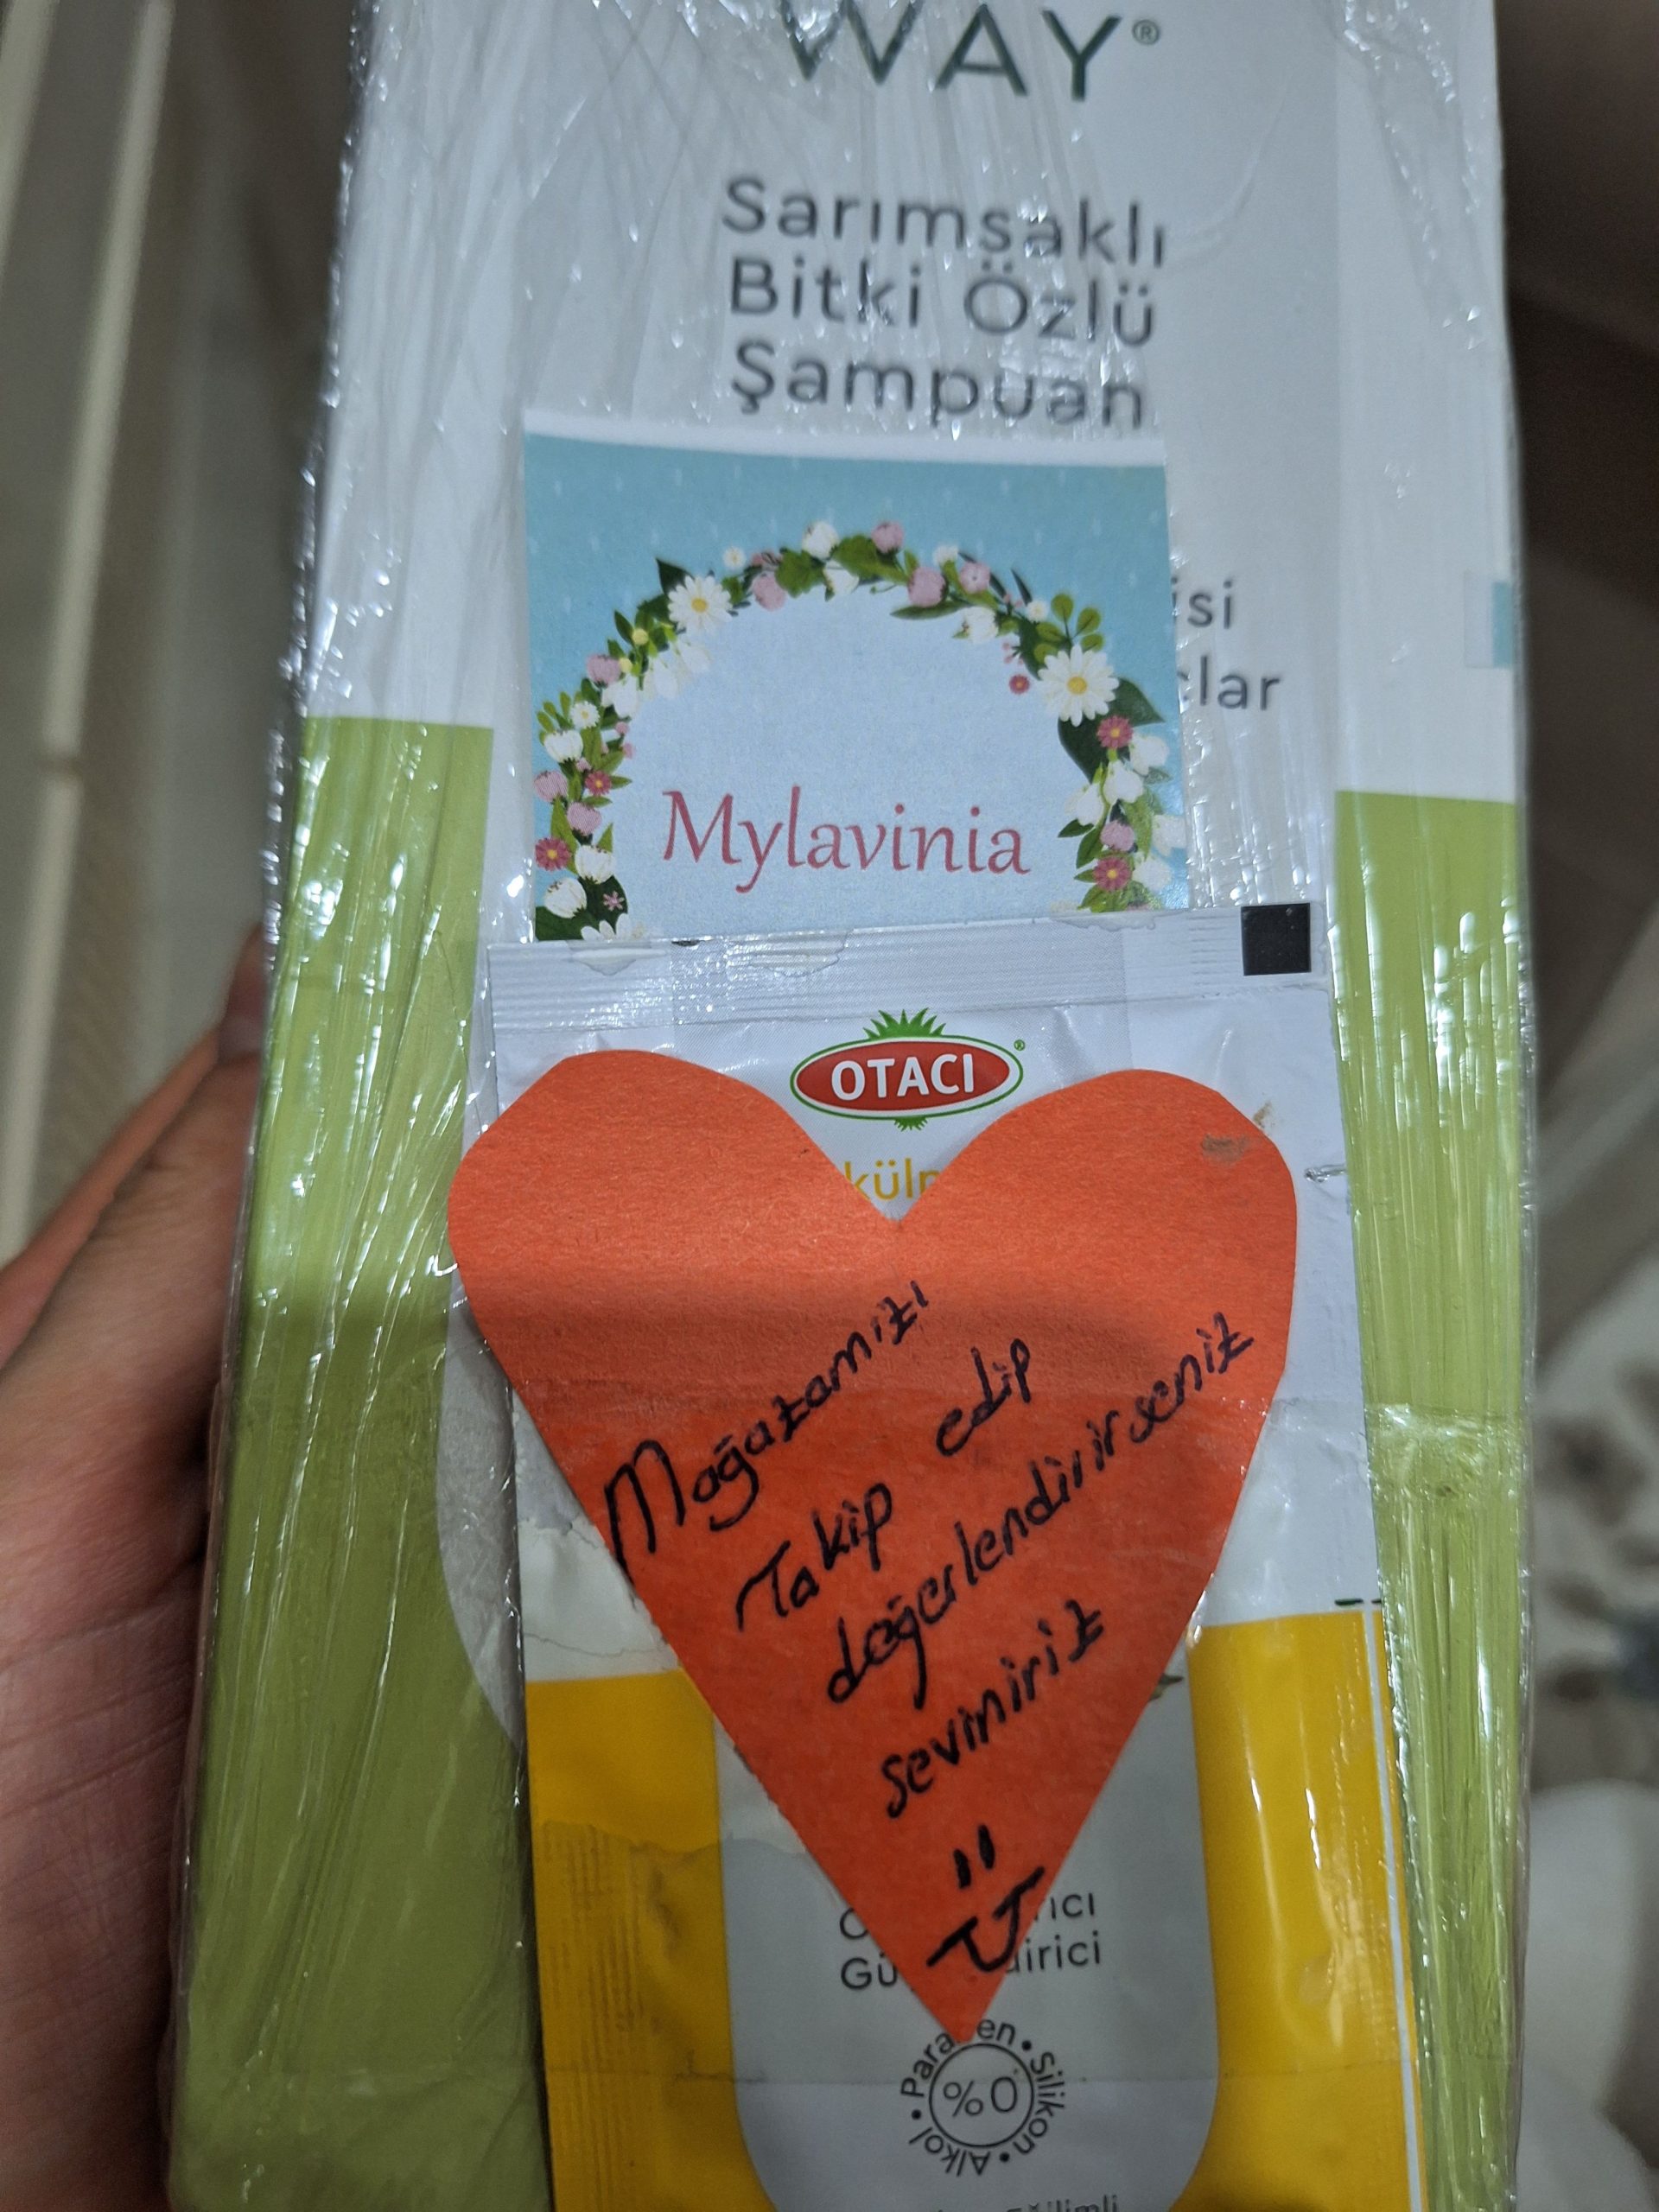 WAY®
Sarımsaklı
Bitki Özlü
Şampuan
Mylavinia
OTACI®
Mağazamızı
Takip edip
değerlendirirseniz
seviniriz
Paraben • Silikon • Alkol •
%0